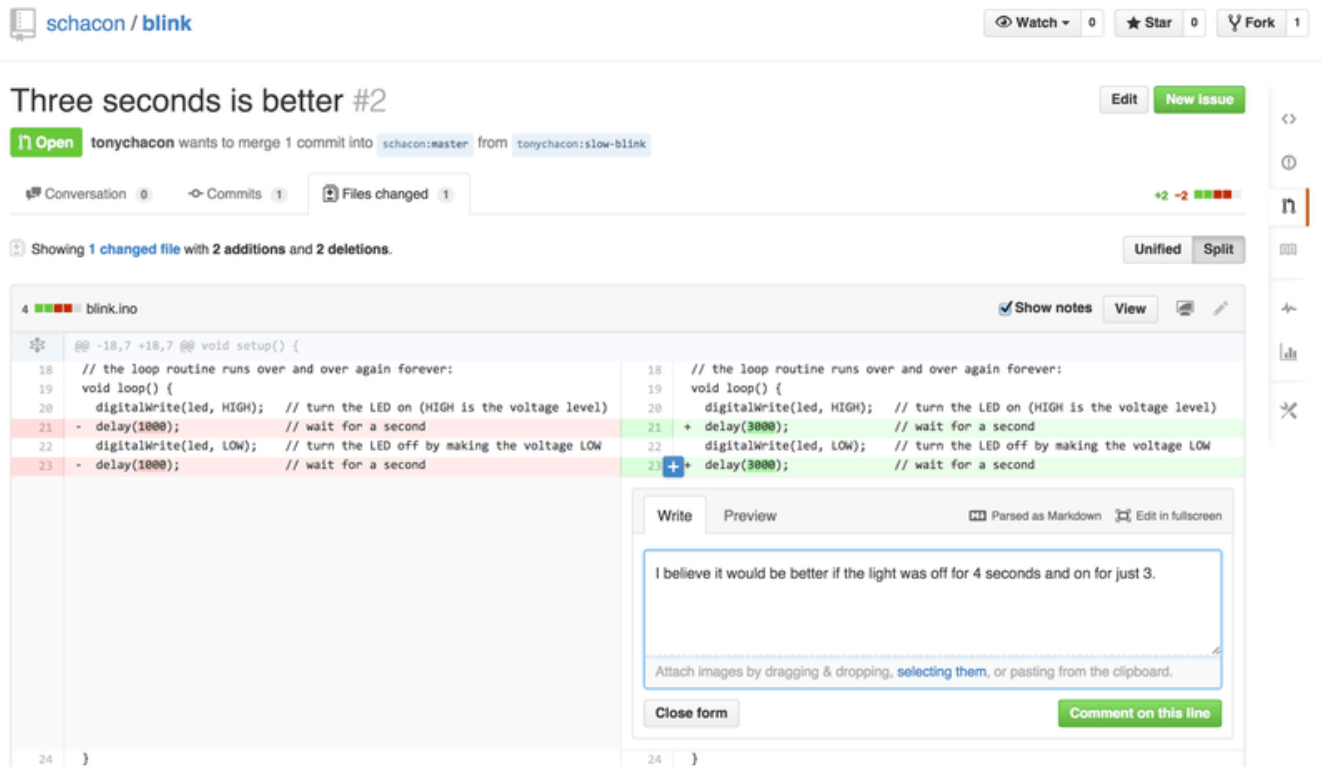 schacon / blink
Watch 0 Star 0 Fork 1
Three seconds is better #2
Edit New issue
Open tonychacon wants to merge 1 commit into schacon:master from tonychacon:slow-blink
Conversation 0 Commits 1 Files changed 1 +2 −2
Showing 1 changed file with 2 additions and 2 deletions.
Unified Split
4 blink.ino
Show notes View
@@ -18,7 +18,7 @@ void setup() {
18 // the loop routine runs over and over again forever:
19 void loop() {
20 digitalWrite(led, HIGH); // turn the LED on (HIGH is the voltage level)
21 - delay(1000); // wait for a second
22 digitalWrite(led, LOW); // turn the LED off by making the voltage LOW
23 - delay(1000); // wait for a second
18 // the loop routine runs over and over again forever:
19 void loop() {
20 digitalWrite(led, HIGH); // turn the LED on (HIGH is the voltage level)
21 + delay(3000); // wait for a second
22 digitalWrite(led, LOW); // turn the LED off by making the voltage LOW
23 + delay(3000); // wait for a second
Write Preview
Parsed as Markdown Edit in fullscreen
I believe it would be better if the light was off for 4 seconds and on for just 3.
Attach images by dragging & dropping, selecting them, or pasting from the clipboard.
Close form Comment on this line
24 }
24 }